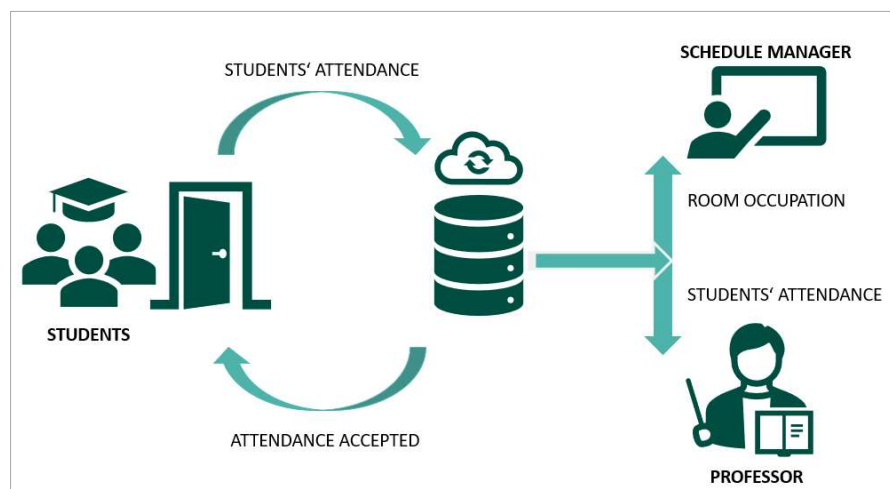 SCHEDULE MANAGER
STUDENTS‘ ATTENDANCE
ROOM OCCUPATION
STUDENTS‘ ATTENDANCE
STUDENTS
ATTENDANCE ACCEPTED
PROFESSOR